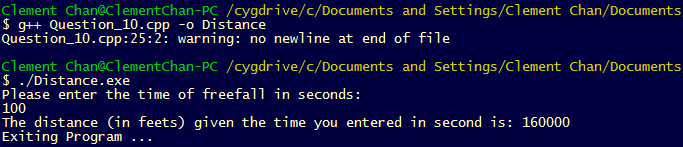 Clement Chan@ClementChan-PC /cygdrive/c/Documents and Settings/Clement Chan/Documents
$ g++ Question_10.cpp -o Distance
Question_10.cpp:25:2: warning: no newline at end of file
Clement Chan@ClementChan-PC /cygdrive/c/Documents and Settings/Clement Chan/Documents
$ ./Distance.exe
Please enter the time of freefall in seconds:
100
The distance (in feets) given the time you entered in second is: 160000
Exiting Program ...